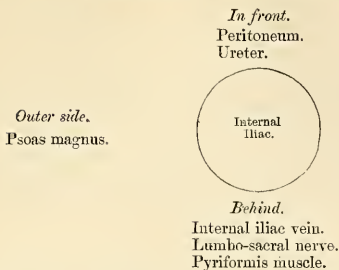 In front.
Peritoneum.
Ureter.
Outer side.
Psoas magnus.
Internal
Iliac.
Behind.
Internal iliac vein.
Lumbo-sacral nerve.
Pyriformis muscle.